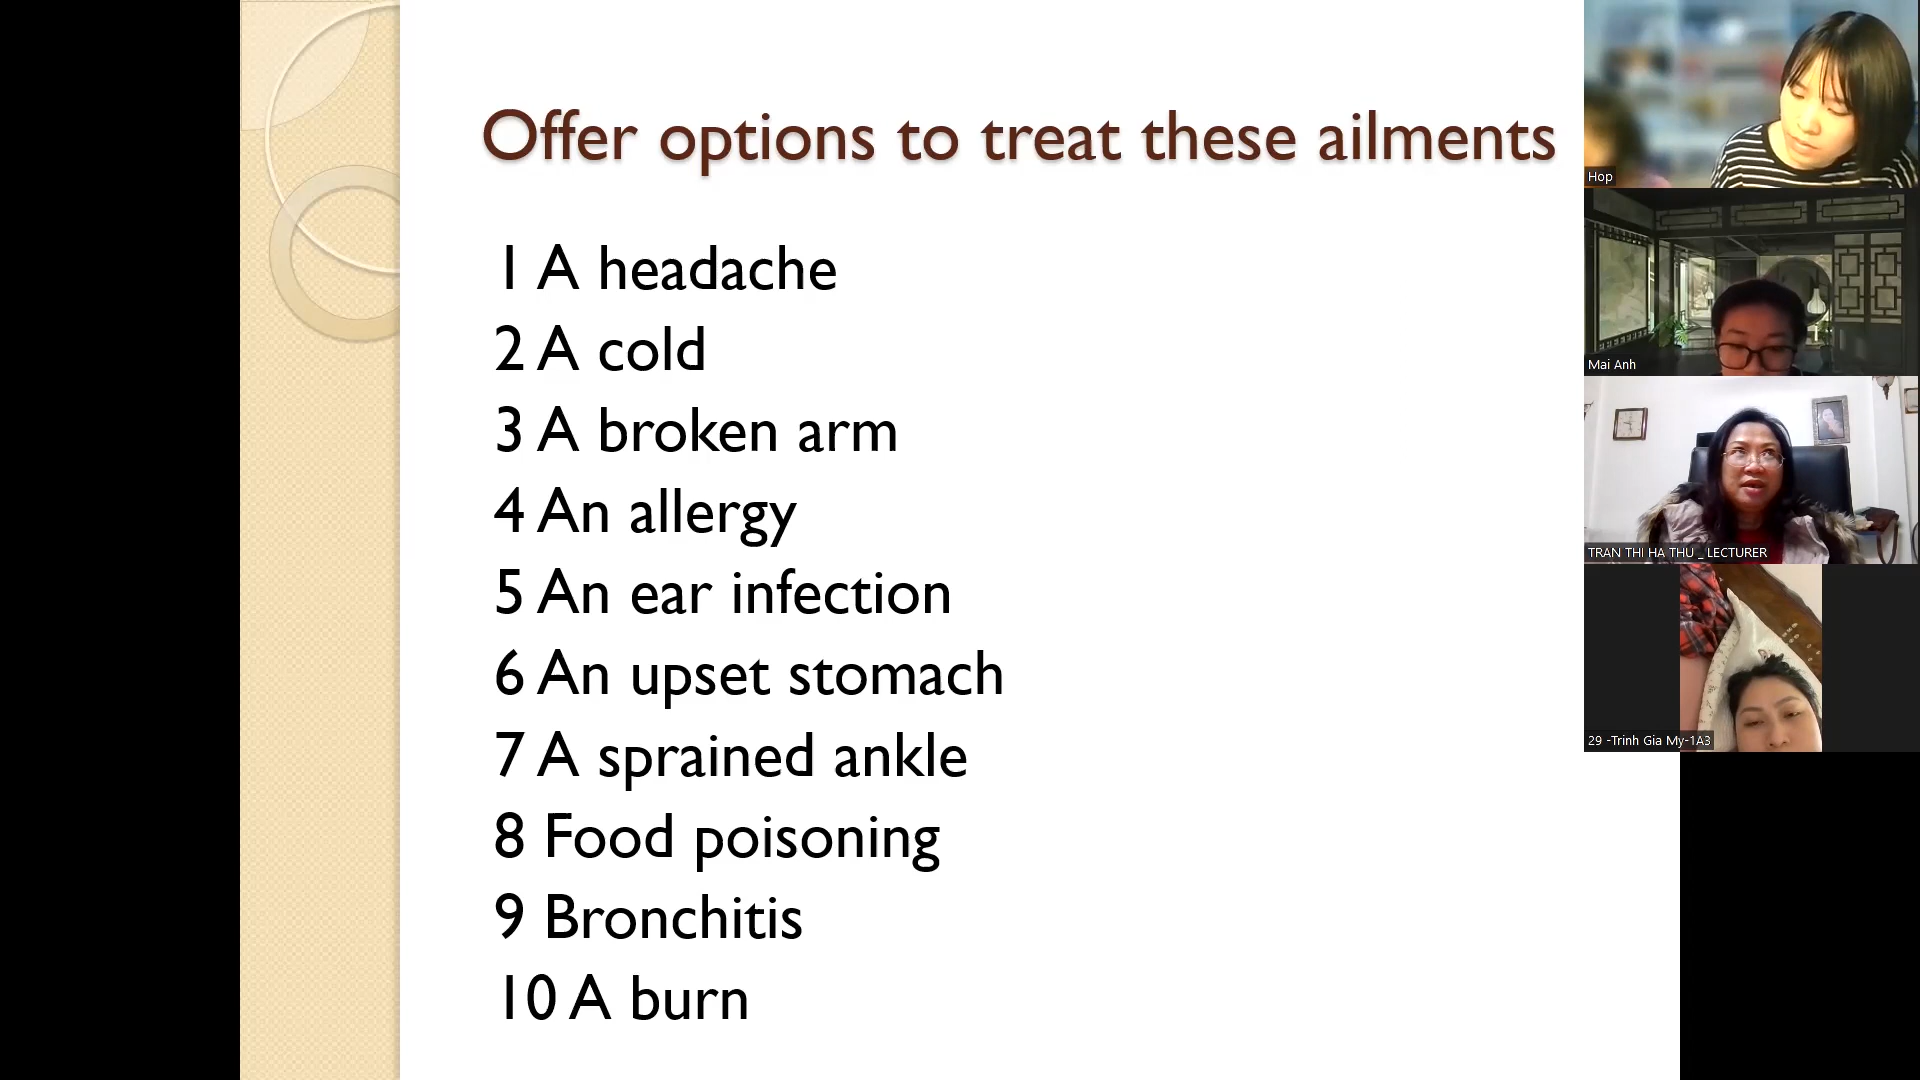 Offer options to treat these ailments
1 A headache
2 A cold
3 A broken arm
4 An allergy
5 An ear infection
6 An upset stomach
7 A sprained ankle
8 Food poisoning
9 Bronchitis
10 A burn
Hop
Mai Anh
TRAN THI HA THU _ LECTURER
29 -Trinh Gia My-1A3